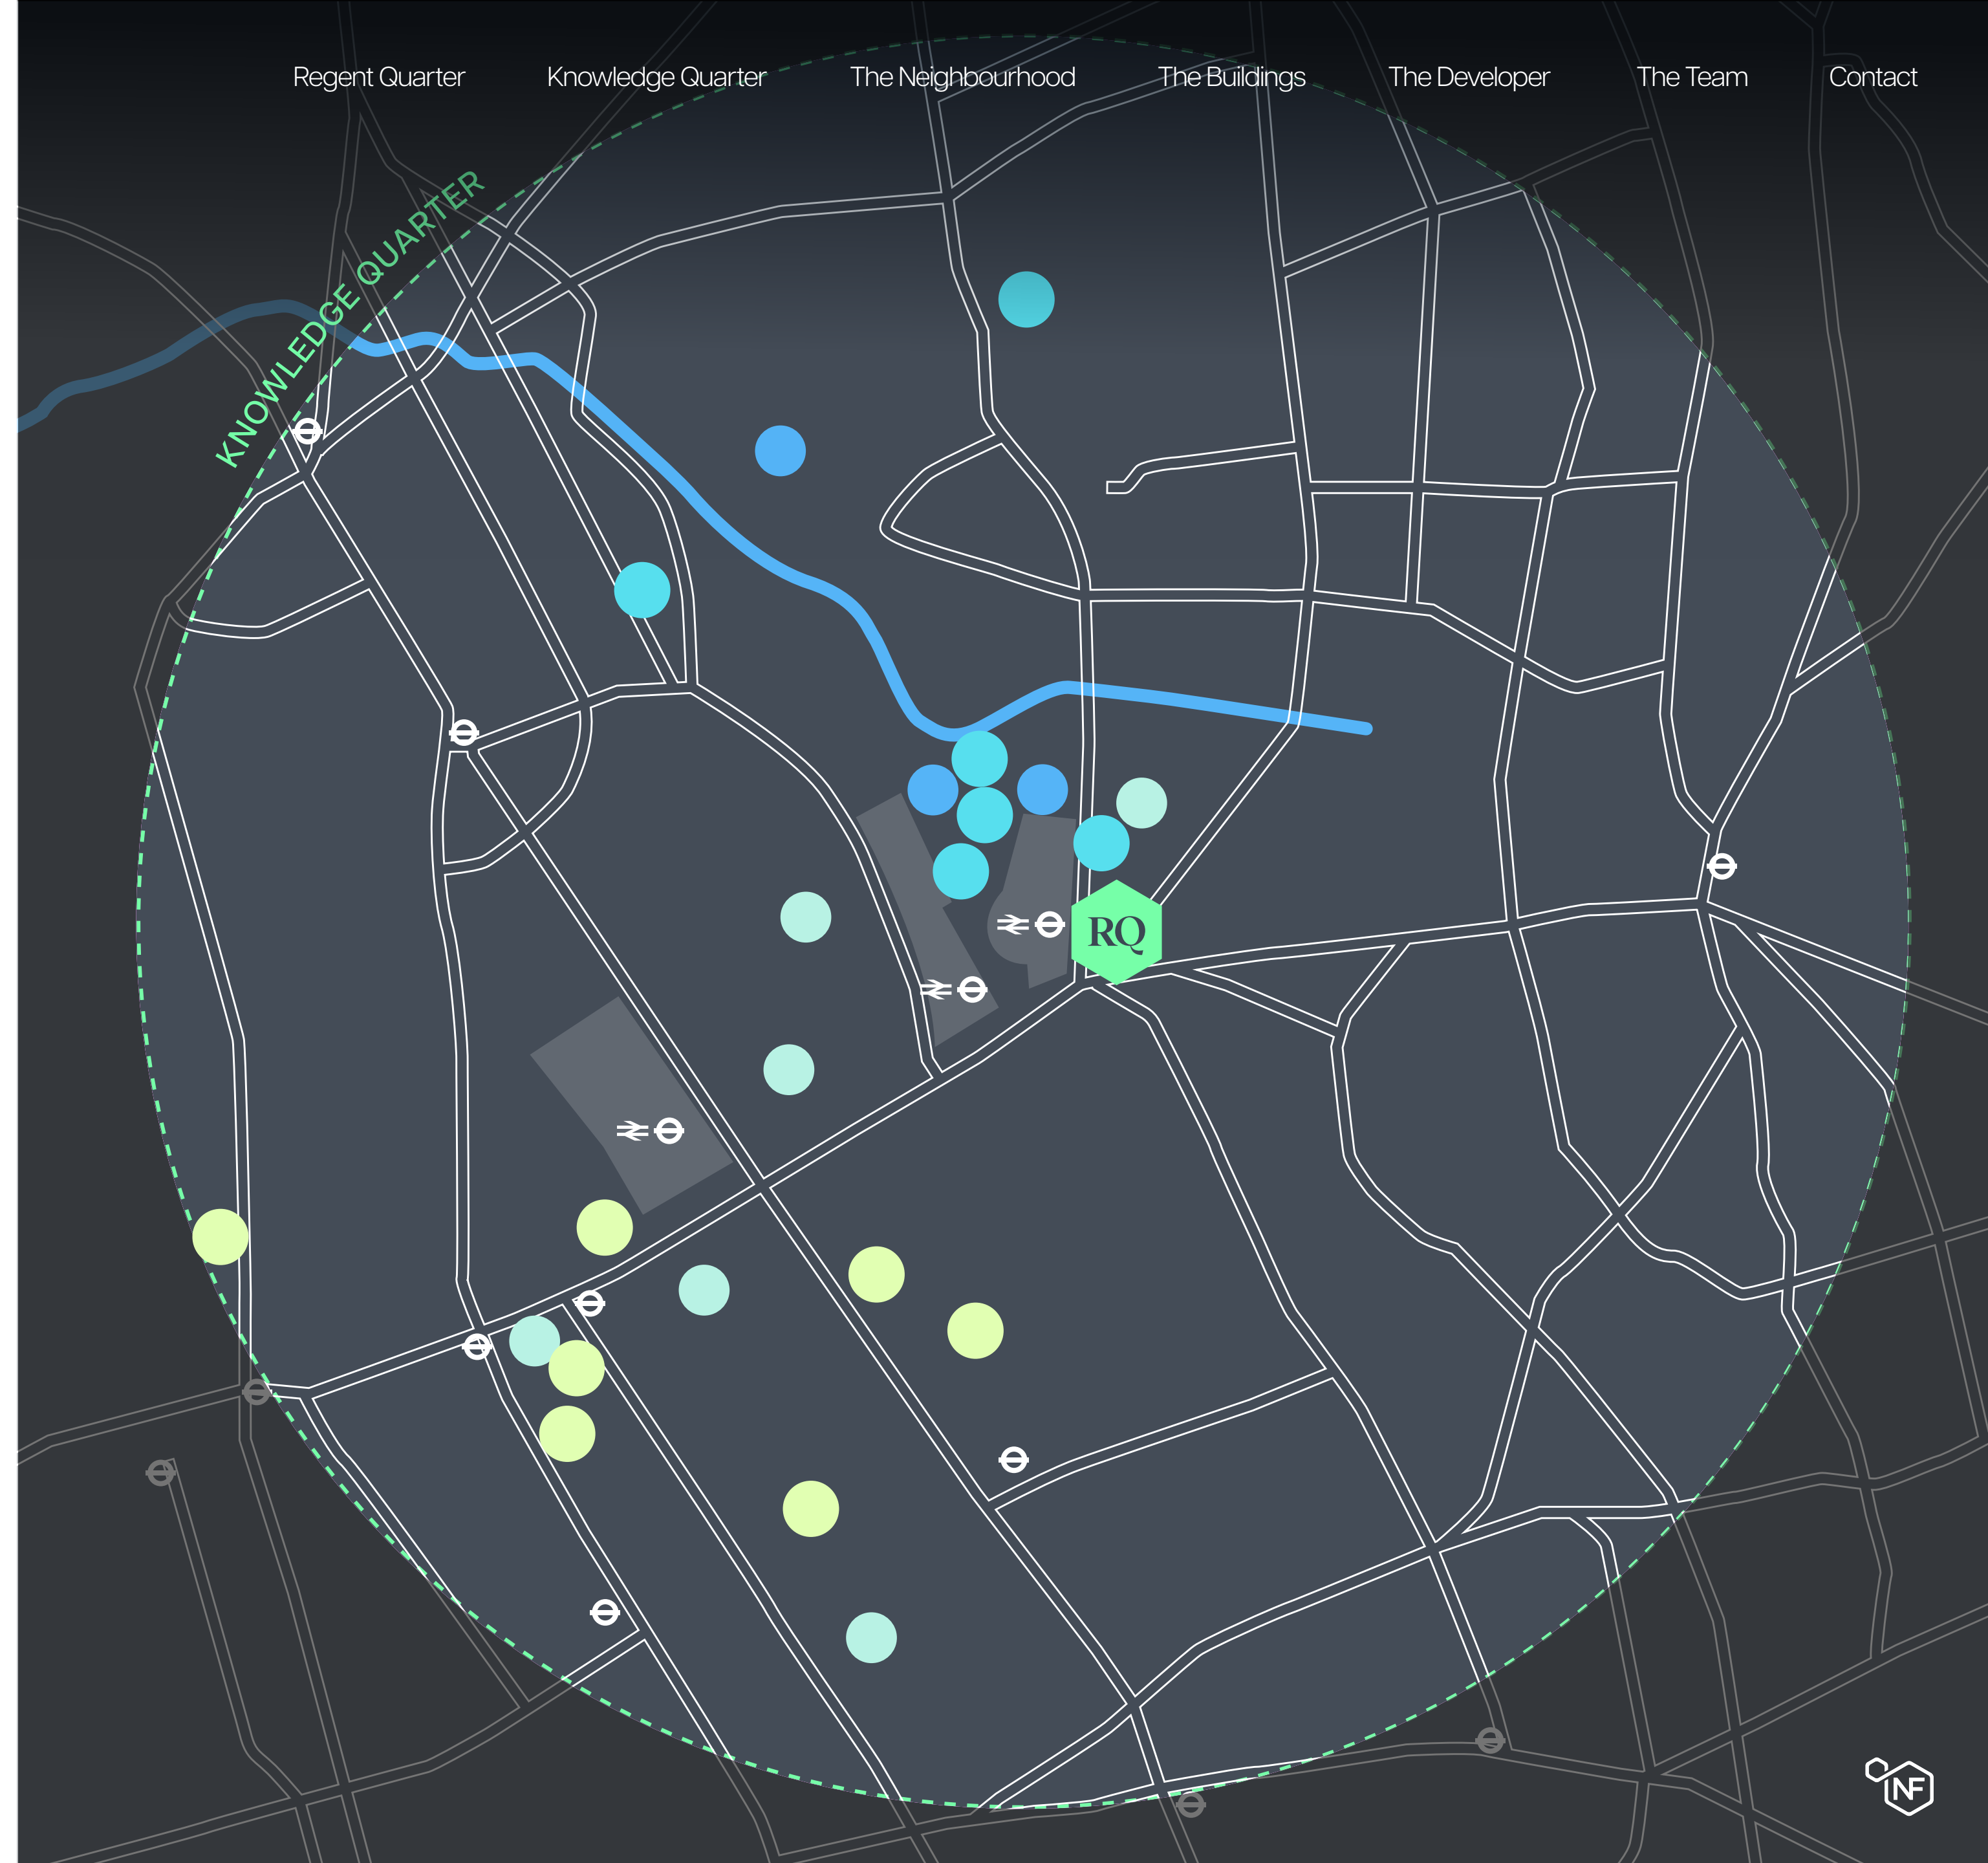 Regent Quarter
Knowledge Quarter
The Neighbourhood
The Buildings
The Developer
The Team
Contact
KNOWLEDGE QUARTER
RQ
NF